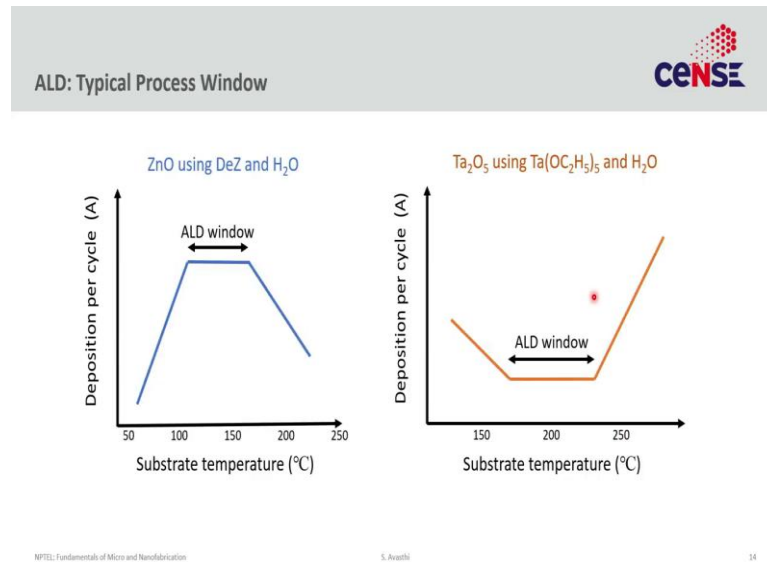 ALD: Typical Process Window
CeNSE
ZnO using DeZ and H₂O
Deposition per cycle (A)
ALD window
50 100 150 200 250
Substrate temperature (℃)
Ta₂O₅ using Ta(OC₂H₅)₅ and H₂O
Deposition per cycle (A)
ALD window
150 200 250
Substrate temperature (℃)
NPTEL: Fundamentals of Micro and Nanofabrication
S. Avasthi
14